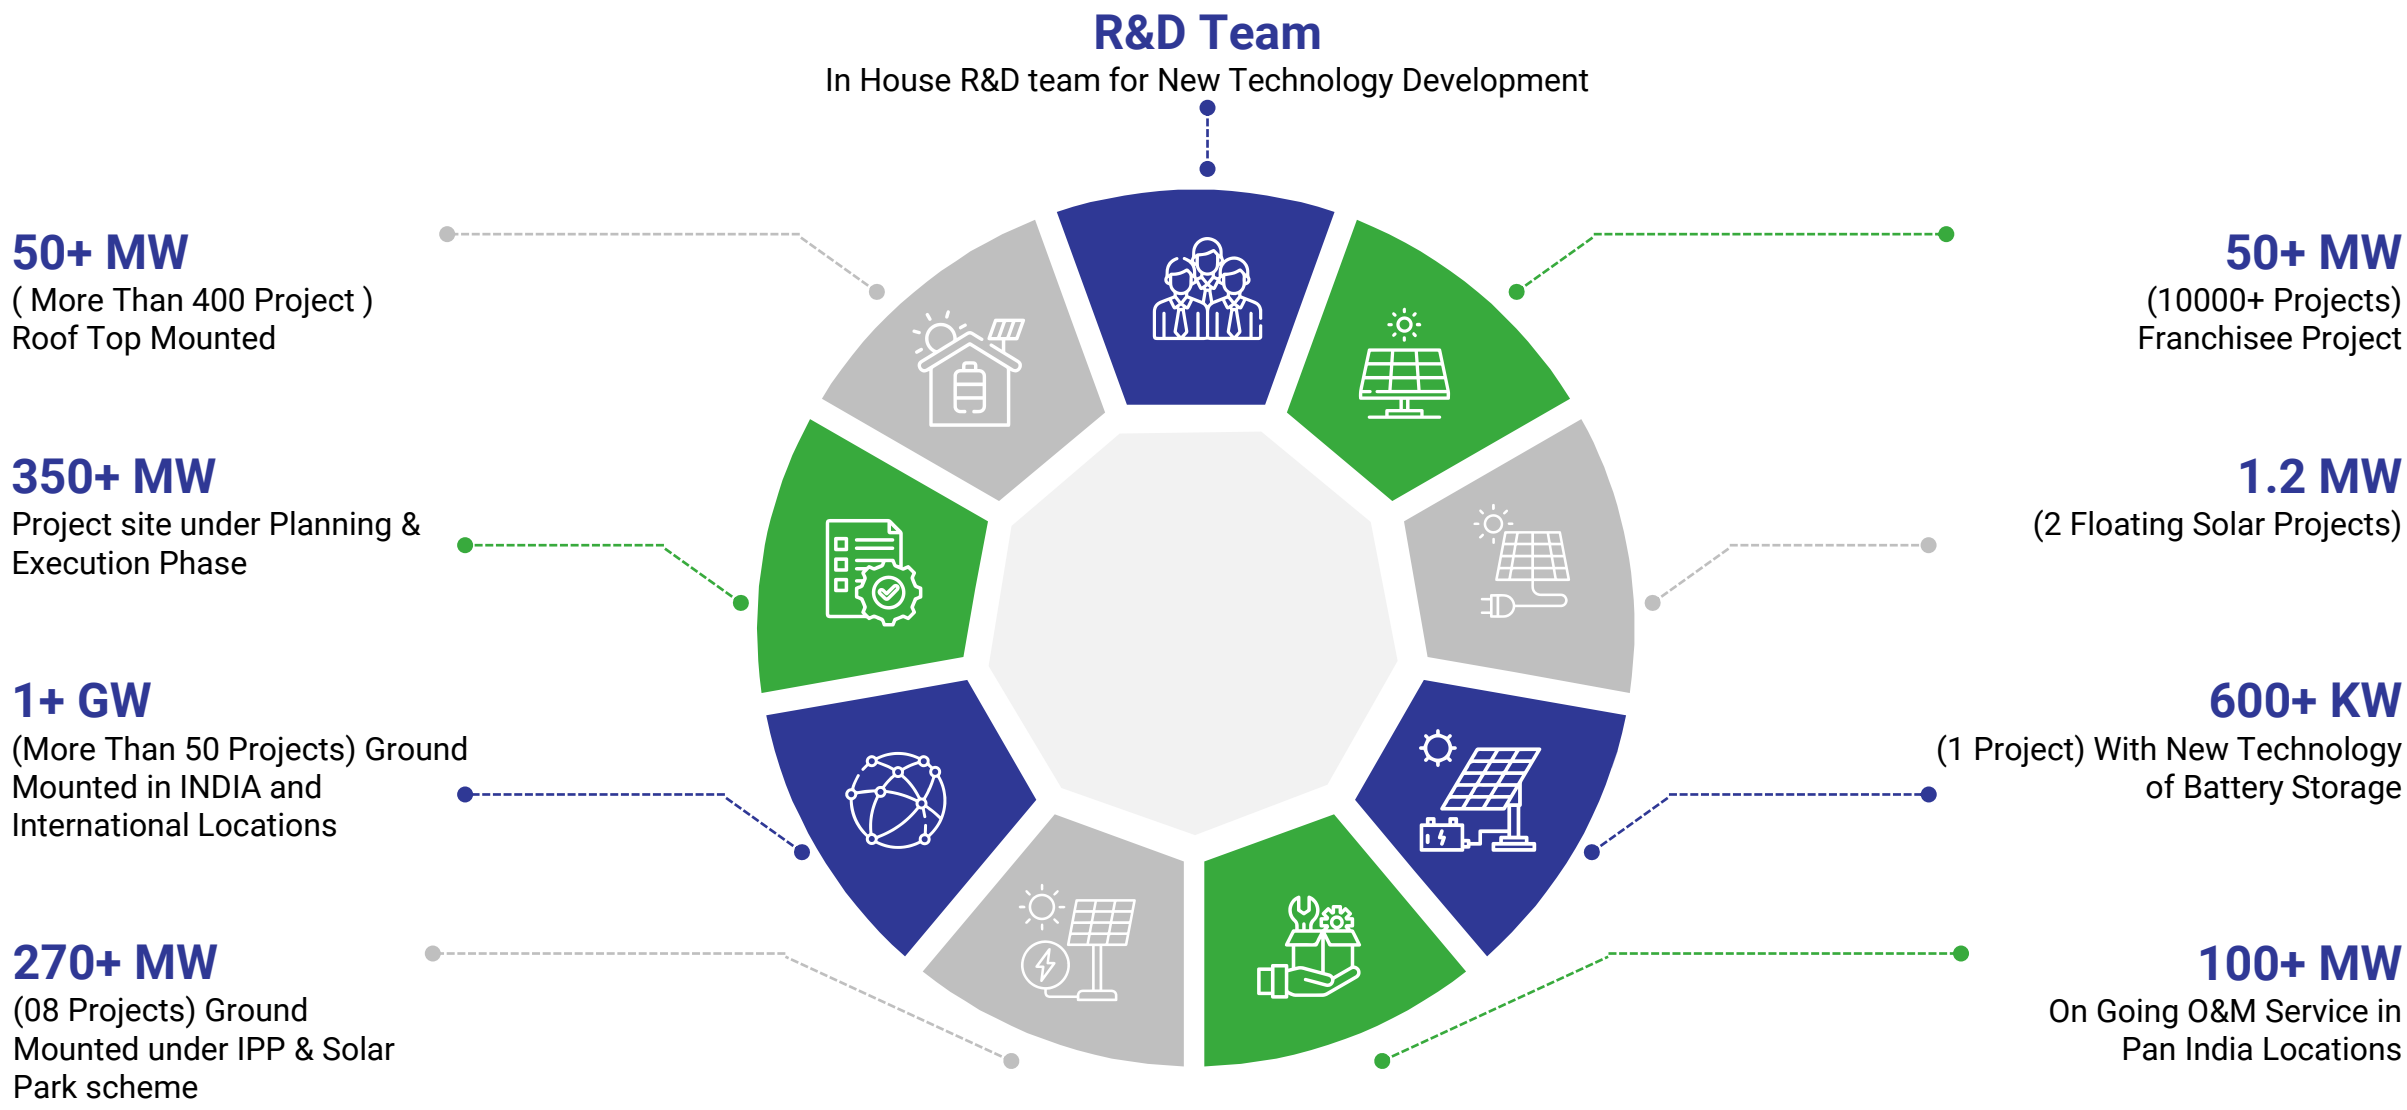 R&D Team
In House R&D team for New Technology Development
50+ MW
( More Than 400 Project )
Roof Top Mounted
350+ MW
Project site under Planning &
Execution Phase
1+ GW
(More Than 50 Projects) Ground
Mounted in INDIA and
International Locations
270+ MW
(08 Projects) Ground
Mounted under IPP & Solar
Park scheme
50+ MW
(10000+ Projects)
Franchisee Project
1.2 MW
(2 Floating Solar Projects)
600+ KW
(1 Project) With New Technology
of Battery Storage
100+ MW
On Going O&M Service in
Pan India Locations